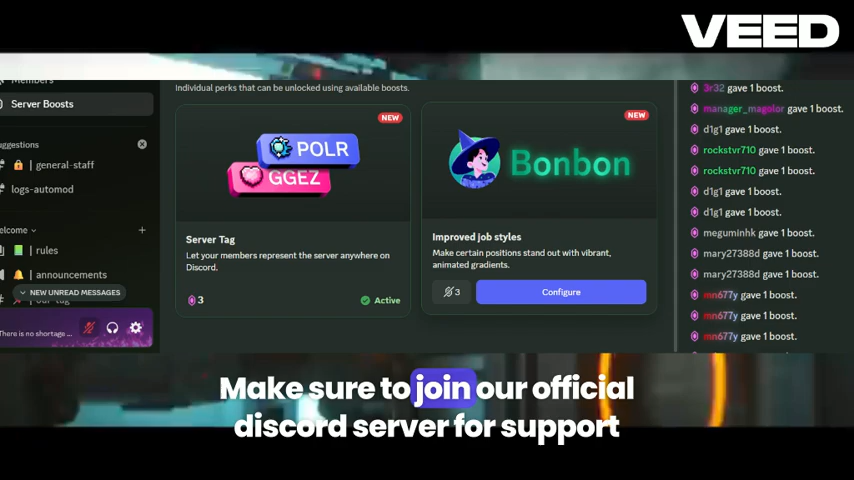 VEED
Members
Server Boosts
uggestions
general-staff
logs-automod
elcome
rules
announcements
NEW UNREAD MESSAGES
There is no shortage ...
Individual perks that can be unlocked using available boosts.
NEW
POLR
GGEZ
Server Tag
Let your members represent the server anywhere on
Discord.
3
Active
NEW
Bonbon
Improved job styles
Make certain positions stand out with vibrant,
animated gradients.
3
Configure
3r32 gave 1 boost.
manager_magolor gave 1 boost.
d1g1 gave 1 boost.
rockstvr710 gave 1 boost.
rockstvr710 gave 1 boost.
d1g1 gave 1 boost.
d1g1 gave 1 boost.
meguminhk gave 1 boost.
mary27388d gave 1 boost.
mary27388d gave 1 boost.
mn677y gave 1 boost.
mn677y gave 1 boost.
mn677y gave 1 boost.
Make sure to join our official
discord server for support